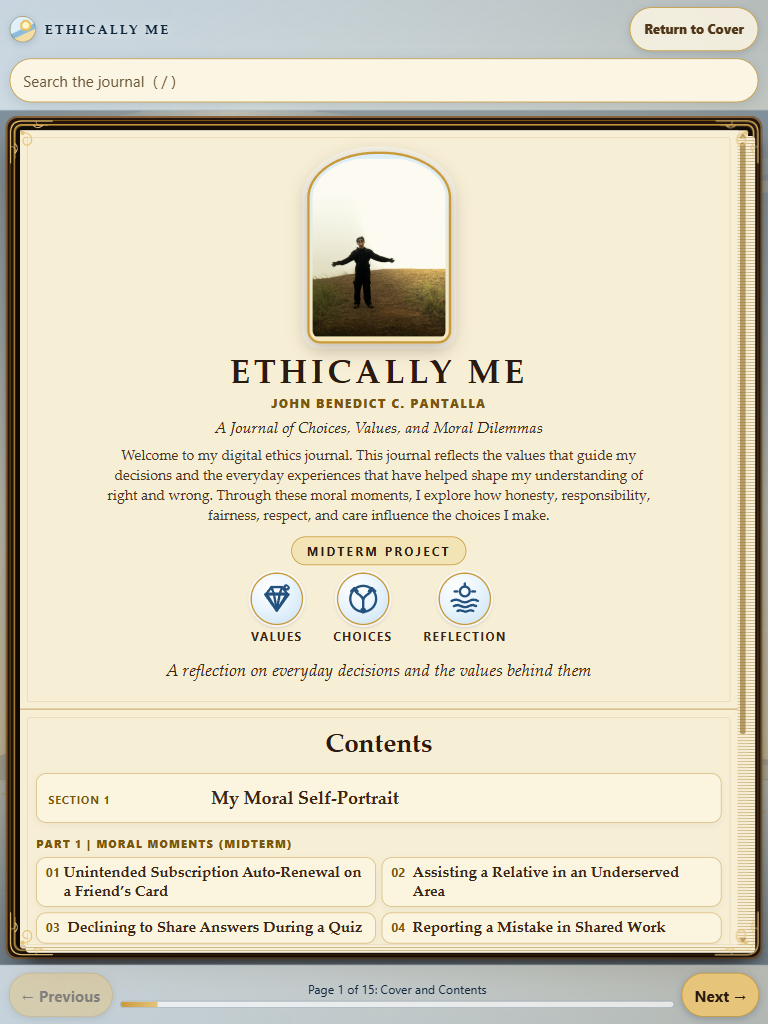 ETHICALLY ME
Return to Cover
Search the journal ( / )
ETHICALLY ME
JOHN BENEDICT C. PANTALLA
A Journal of Choices, Values, and Moral Dilemmas
Welcome to my digital ethics journal. This journal reflects the values that guide my
decisions and the everyday experiences that have helped shape my understanding of
right and wrong. Through these moral moments, I explore how honesty, responsibility,
fairness, respect, and care influence the choices I make.
MIDTERM PROJECT
VALUES CHOICES REFLECTION
A reflection on everyday decisions and the values behind them
Contents
SECTION 1 My Moral Self-Portrait
PART 1 | MORAL MOMENTS (MIDTERM)
01 Unintended Subscription Auto-Renewal on
a Friend’s Card
02 Assisting a Relative in an Underserved
Area
03 Declining to Share Answers During a Quiz
04 Reporting a Mistake in Shared Work
← Previous
Page 1 of 15: Cover and Contents
Next →